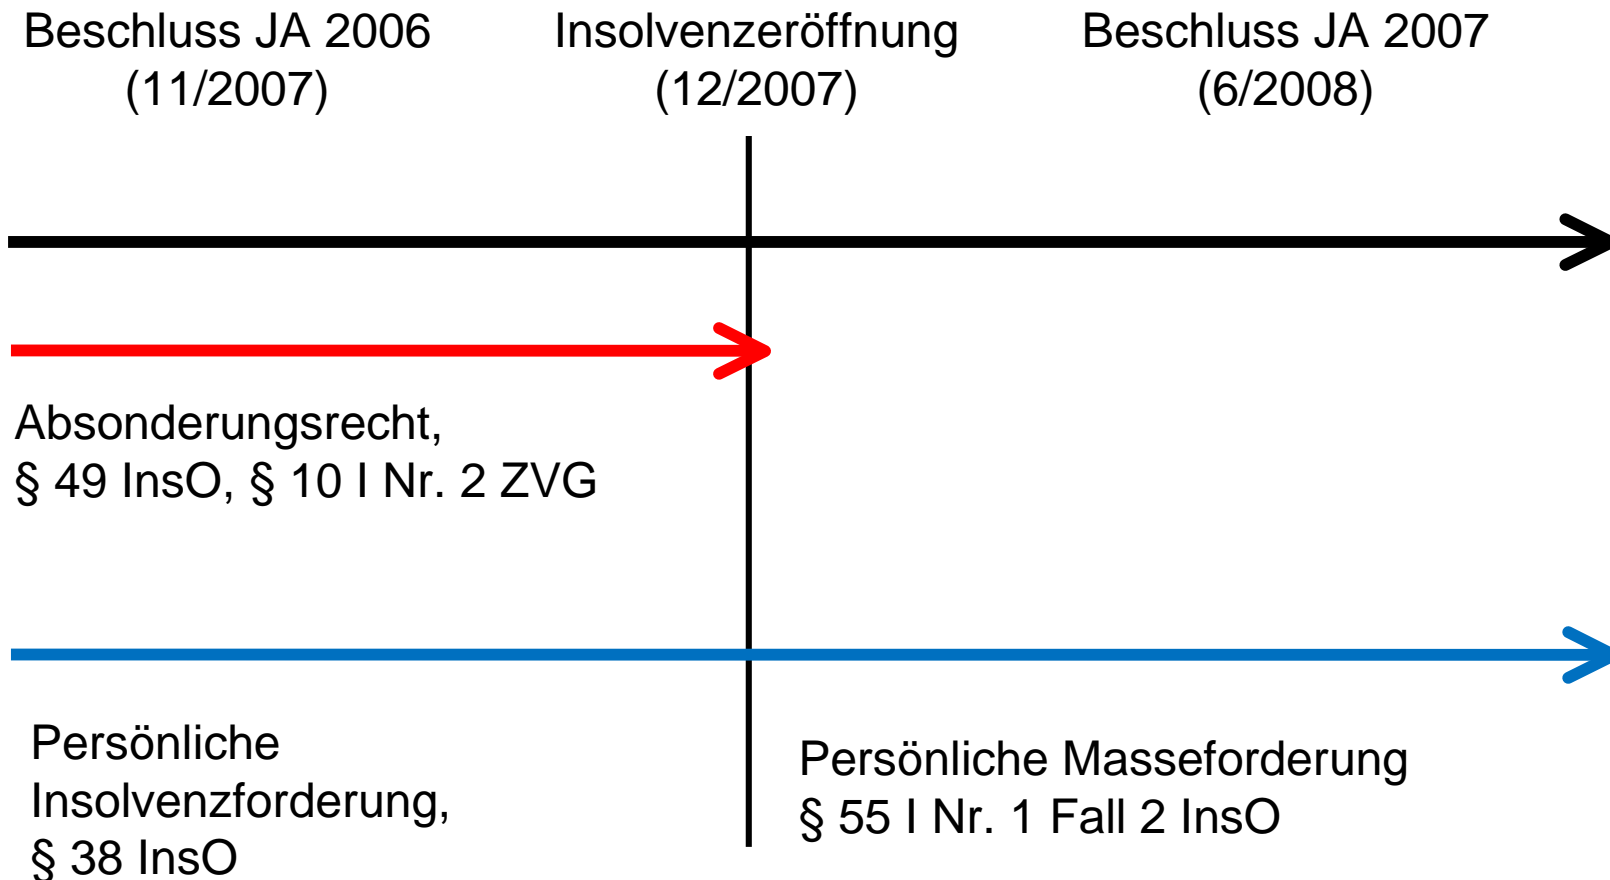 Beschluss JA 2006
(11/2007)
Insolvenzeröffnung
(12/2007)
Beschluss JA 2007
(6/2008)
Absonderungsrecht,
§ 49 InsO, § 10 I Nr. 2 ZVG
Persönliche
Insolvenzforderung,
§ 38 InsO
Persönliche Masseforderung
§ 55 I Nr. 1 Fall 2 InsO